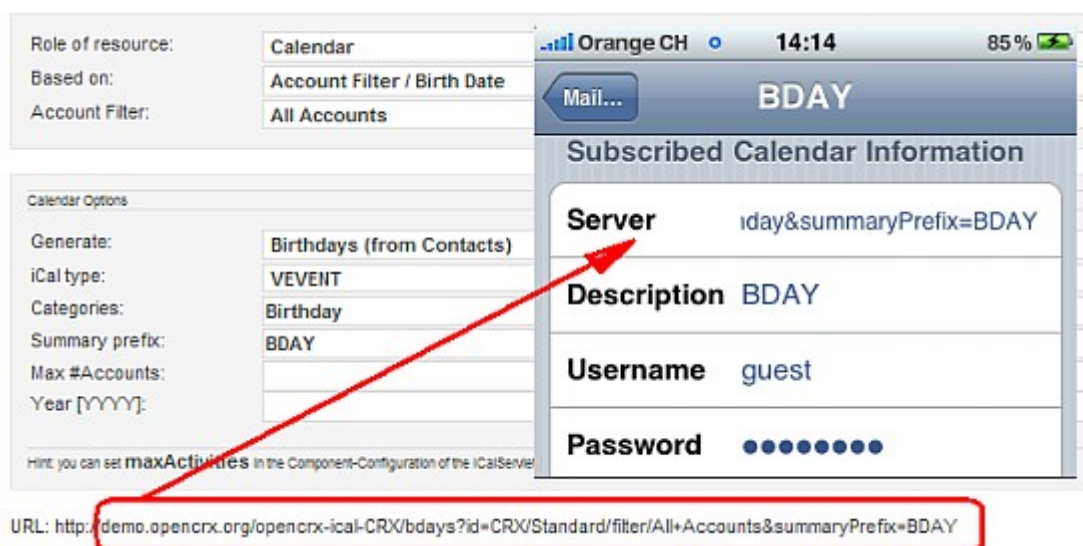 Role of resource: Calendar
Based on: Account Filter / Birth Date
Account Filter: All Accounts
Calendar Options
Generate: Birthdays (from Contacts)
iCal type: VEVENT
Categories: Birthday
Summary prefix: BDAY
Max #Accounts:
Year [YYYY]:
Hint: you can set maxActivities in the Component-Configuration of the ICalServlet
URL: http://demo.opencrx.org/opencrx-ical-CRX/bdays?id=CRX/Standard/filter/All+Accounts&summaryPrefix=BDAY
Orange CH 14:14 85%
Mail... BDAY
Subscribed Calendar Information
Server day&summaryPrefix=BDAY
Description BDAY
Username guest
Password ●●●●●●●●